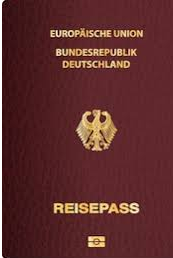 EUROPÄISCHE UNION
BUNDESREPUBLIK
DEUTSCHLAND
REISEPASS